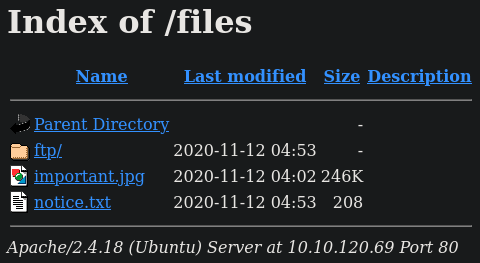 Index of /files
Name Last modified Size Description
Parent Directory -
ftp/ 2020-11-12 04:53 -
important.jpg 2020-11-12 04:02 246K
notice.txt 2020-11-12 04:53 208
Apache/2.4.18 (Ubuntu) Server at 10.10.120.69 Port 80